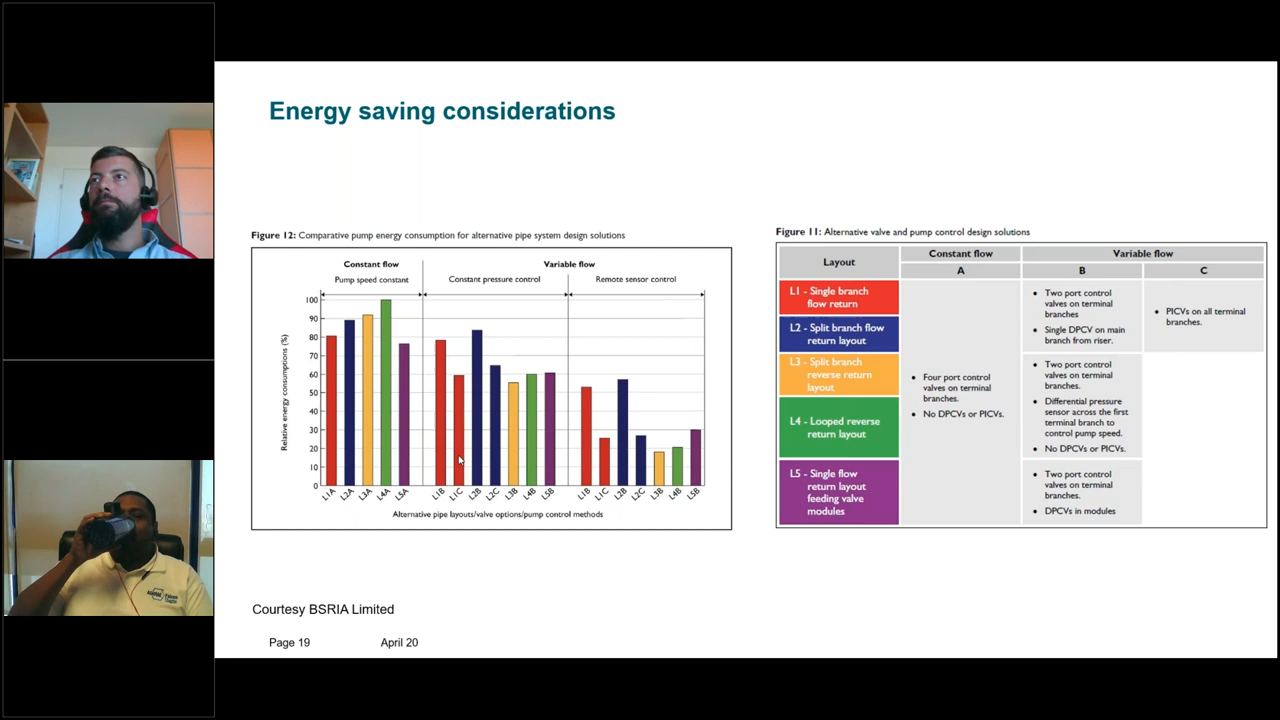 Energy saving considerations
Figure 12: Comparative pump energy consumption for alternative pipe system design solutions
Constant flow
Variable flow
Pump speed constant
Constant pressure control
Remote sensor control
Relative energy consumptions (%)
100
90
80
70
60
50
40
30
20
10
0
L1A L2A L3A L4A L5A L1B L1C L2B L2C L3B L4B L5B L1B L1C L2B L2C L3B L4B L5B
Alternative pipe layouts/valve options/pump control methods
Figure 11: Alternative valve and pump control design solutions
Layout
Constant flow
Variable flow
A
B
C
L1 - Single branch
flow return
L2 - Split branch flow
return layout
L3 - Split branch
reverse return
layout
L4 - Looped reverse
return layout
L5 - Single flow
return layout
feeding valve
modules
• Four port control
valves on terminal
branches.
• No DPCVs or PICVs.
• Two port control
valves on terminal
branches
• Single DPCV on main
branch from riser.
• Two port control
valves on terminal
branches.
• Differential pressure
sensor across the first
terminal branch to
control pump speed.
• No DPCVs or PICVs.
• Two port control
valves on terminal
branches.
• DPCVs in modules
• PICVs on all terminal
branches.
Courtesy BSRIA Limited
Page 19
April 20